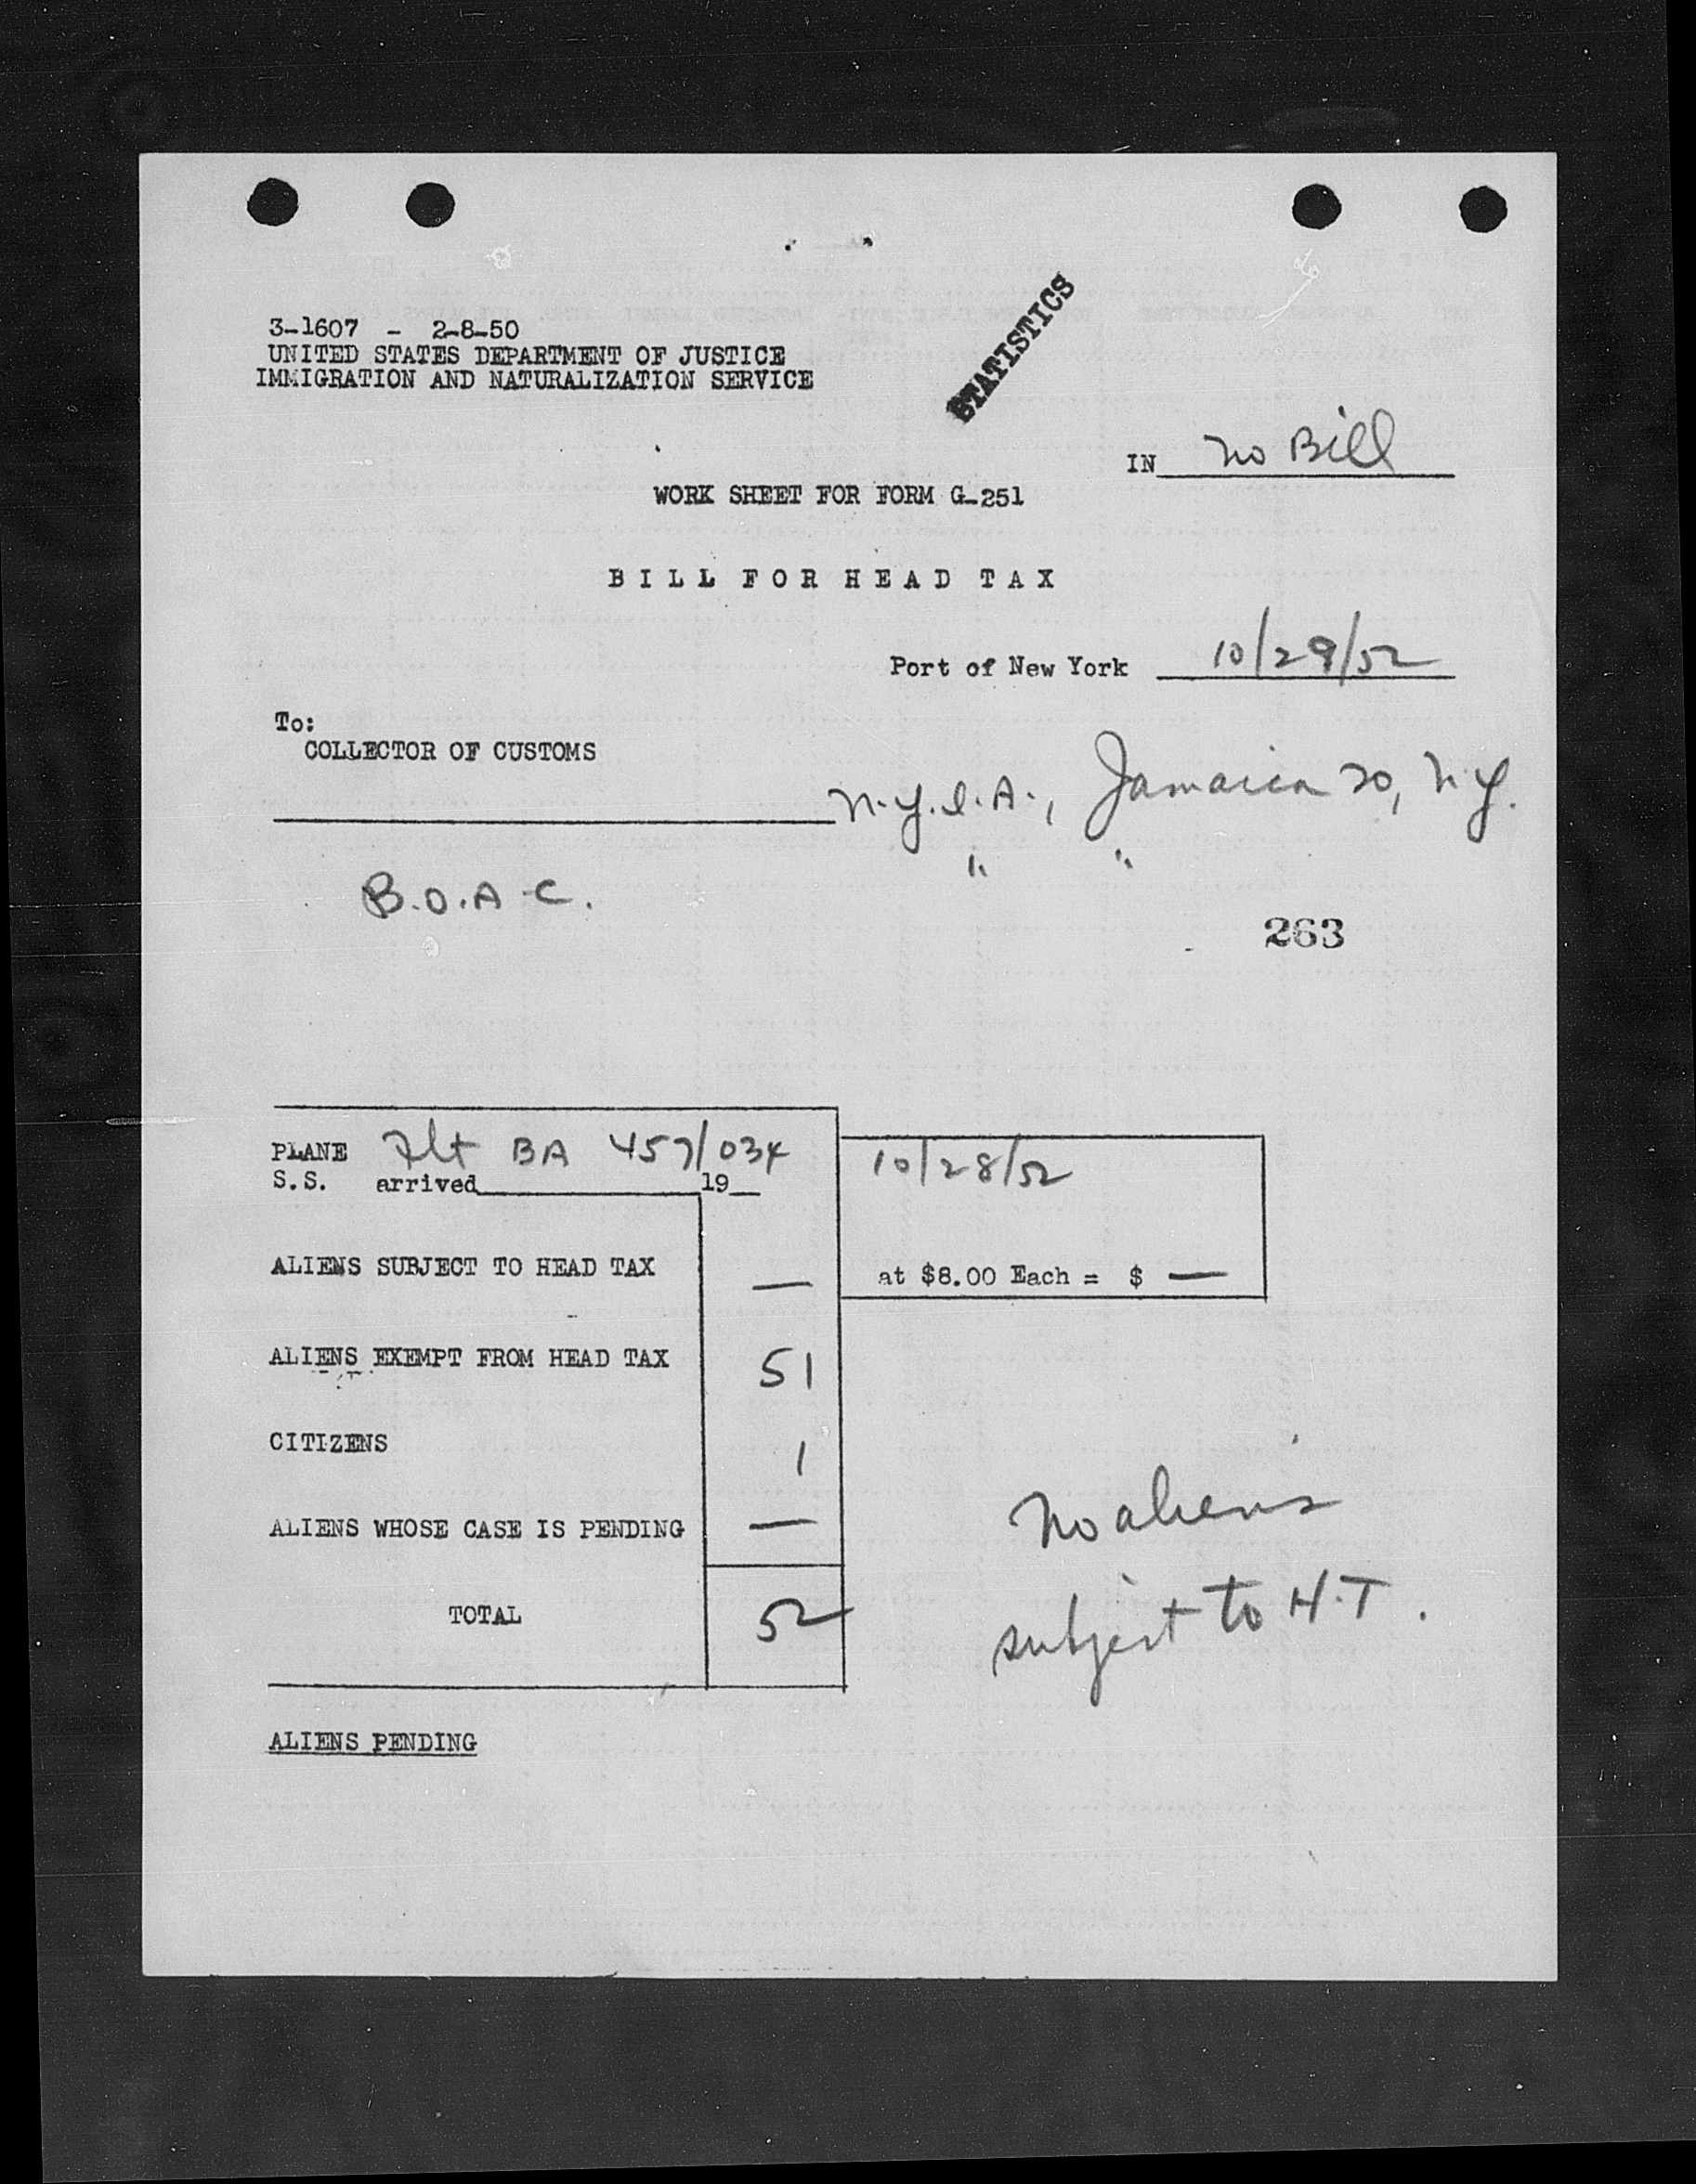 3-1607 - 2-8-50
UNITED STATES DEPARTMENT OF JUSTICE
IMMIGRATION AND NATURALIZATION SERVICE
STATISTICS
IN No Bill
WORK SHEET FOR FORM G-251
BILL FOR HEAD TAX
Port of New York 10/29/52
To:
COLLECTOR OF CUSTOMS
N.Y.I.A., Jamaica 30, N.Y.
" "
B.O.A.C.
263
PLANE Flt BA 457/034 10/28/52
S.S. arrived 19
ALIENS SUBJECT TO HEAD TAX — at $8.00 Each = $ —
ALIENS EXEMPT FROM HEAD TAX 51
CITIZENS 1
ALIENS WHOSE CASE IS PENDING —
TOTAL 52
No aliens
subject to H.T.
ALIENS PENDING